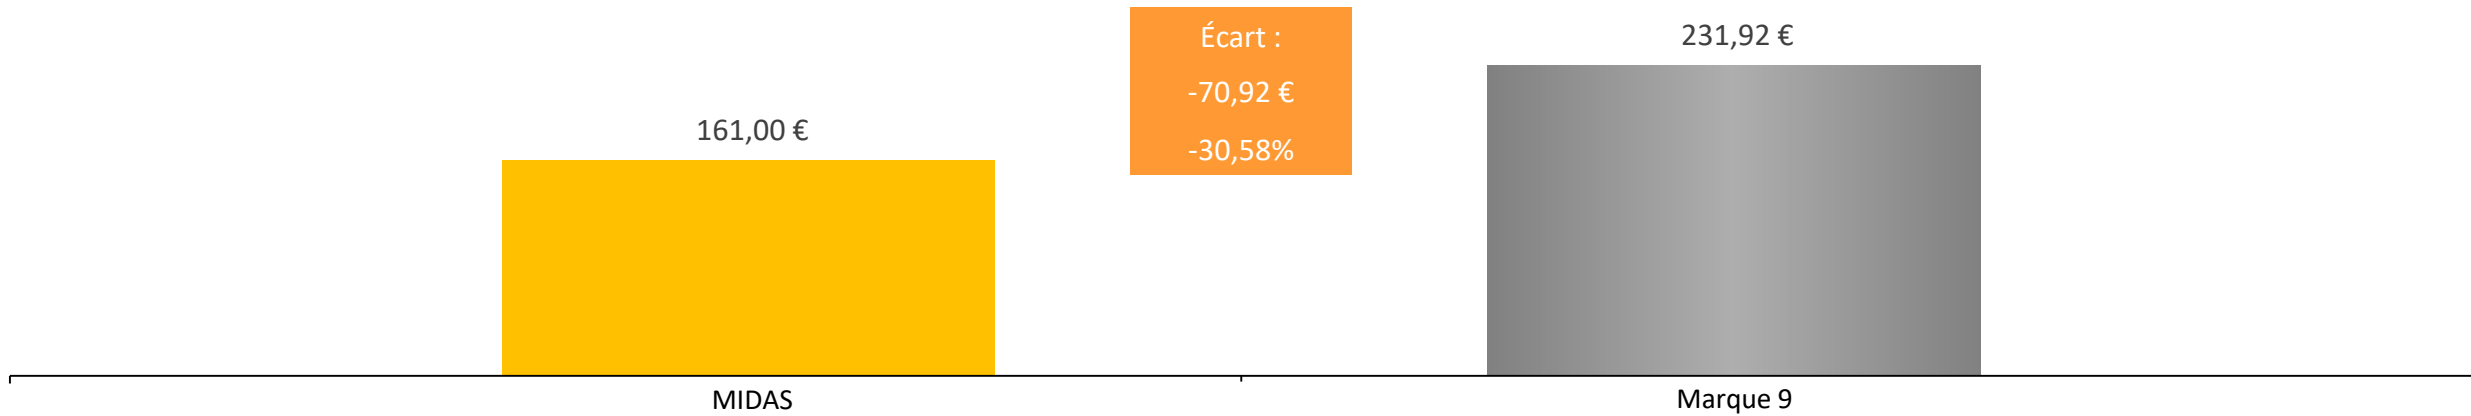 161,00 €
Écart :
-70,92 €
-30,58%
231,92 €
MIDAS
Marque 9